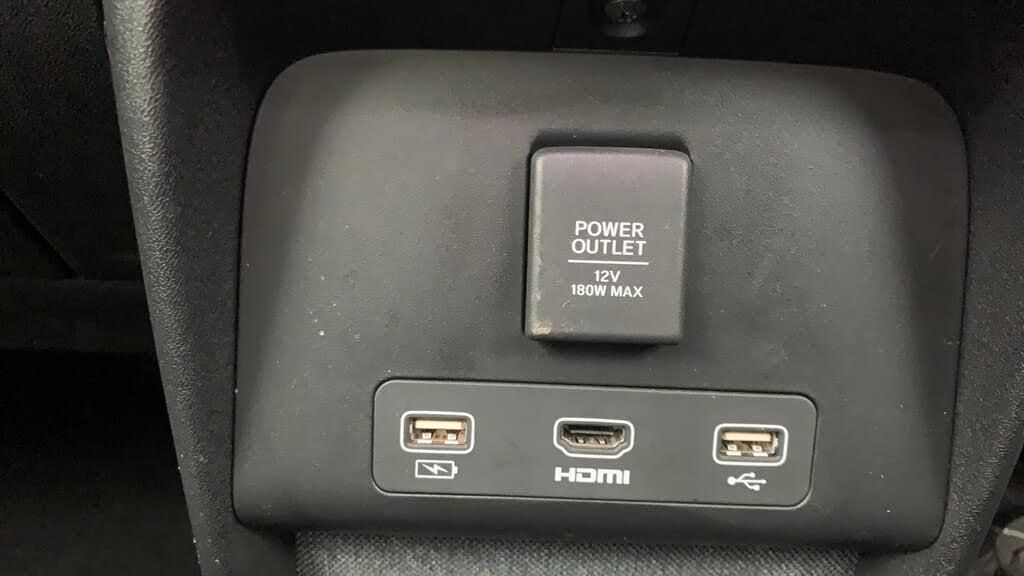 POWER
OUTLET
12V
180W MAX
HDMI